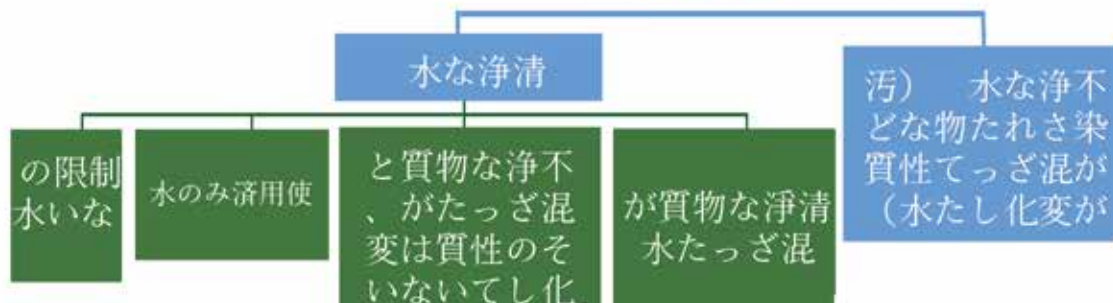 清浄な水
不浄な水　（汚
染された物など
が混ざって性質
が変化した水）
清淨な物質が
混ざった水
不浄な物質と
混ざったが、
その性質は変
化していない
使用済みの水
制限の
ない水